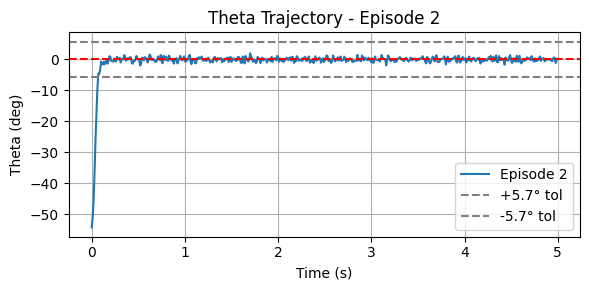 Theta Trajectory - Episode 2
Theta (deg)
0
−10
−20
−30
−40
−50
0
1
2
3
4
5
Time (s)
Episode 2
+5.7° tol
-5.7° tol